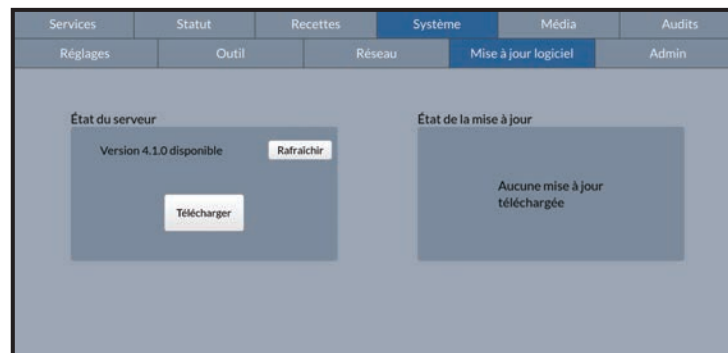 Services Statut Recettes Système Média Audits
Réglages Outil Réseau Mise à jour logiciel Admin
État du serveur
Version 4.1.0 disponible Rafraîchir
Télécharger
État de la mise à jour
Aucune mise à jour
téléchargée